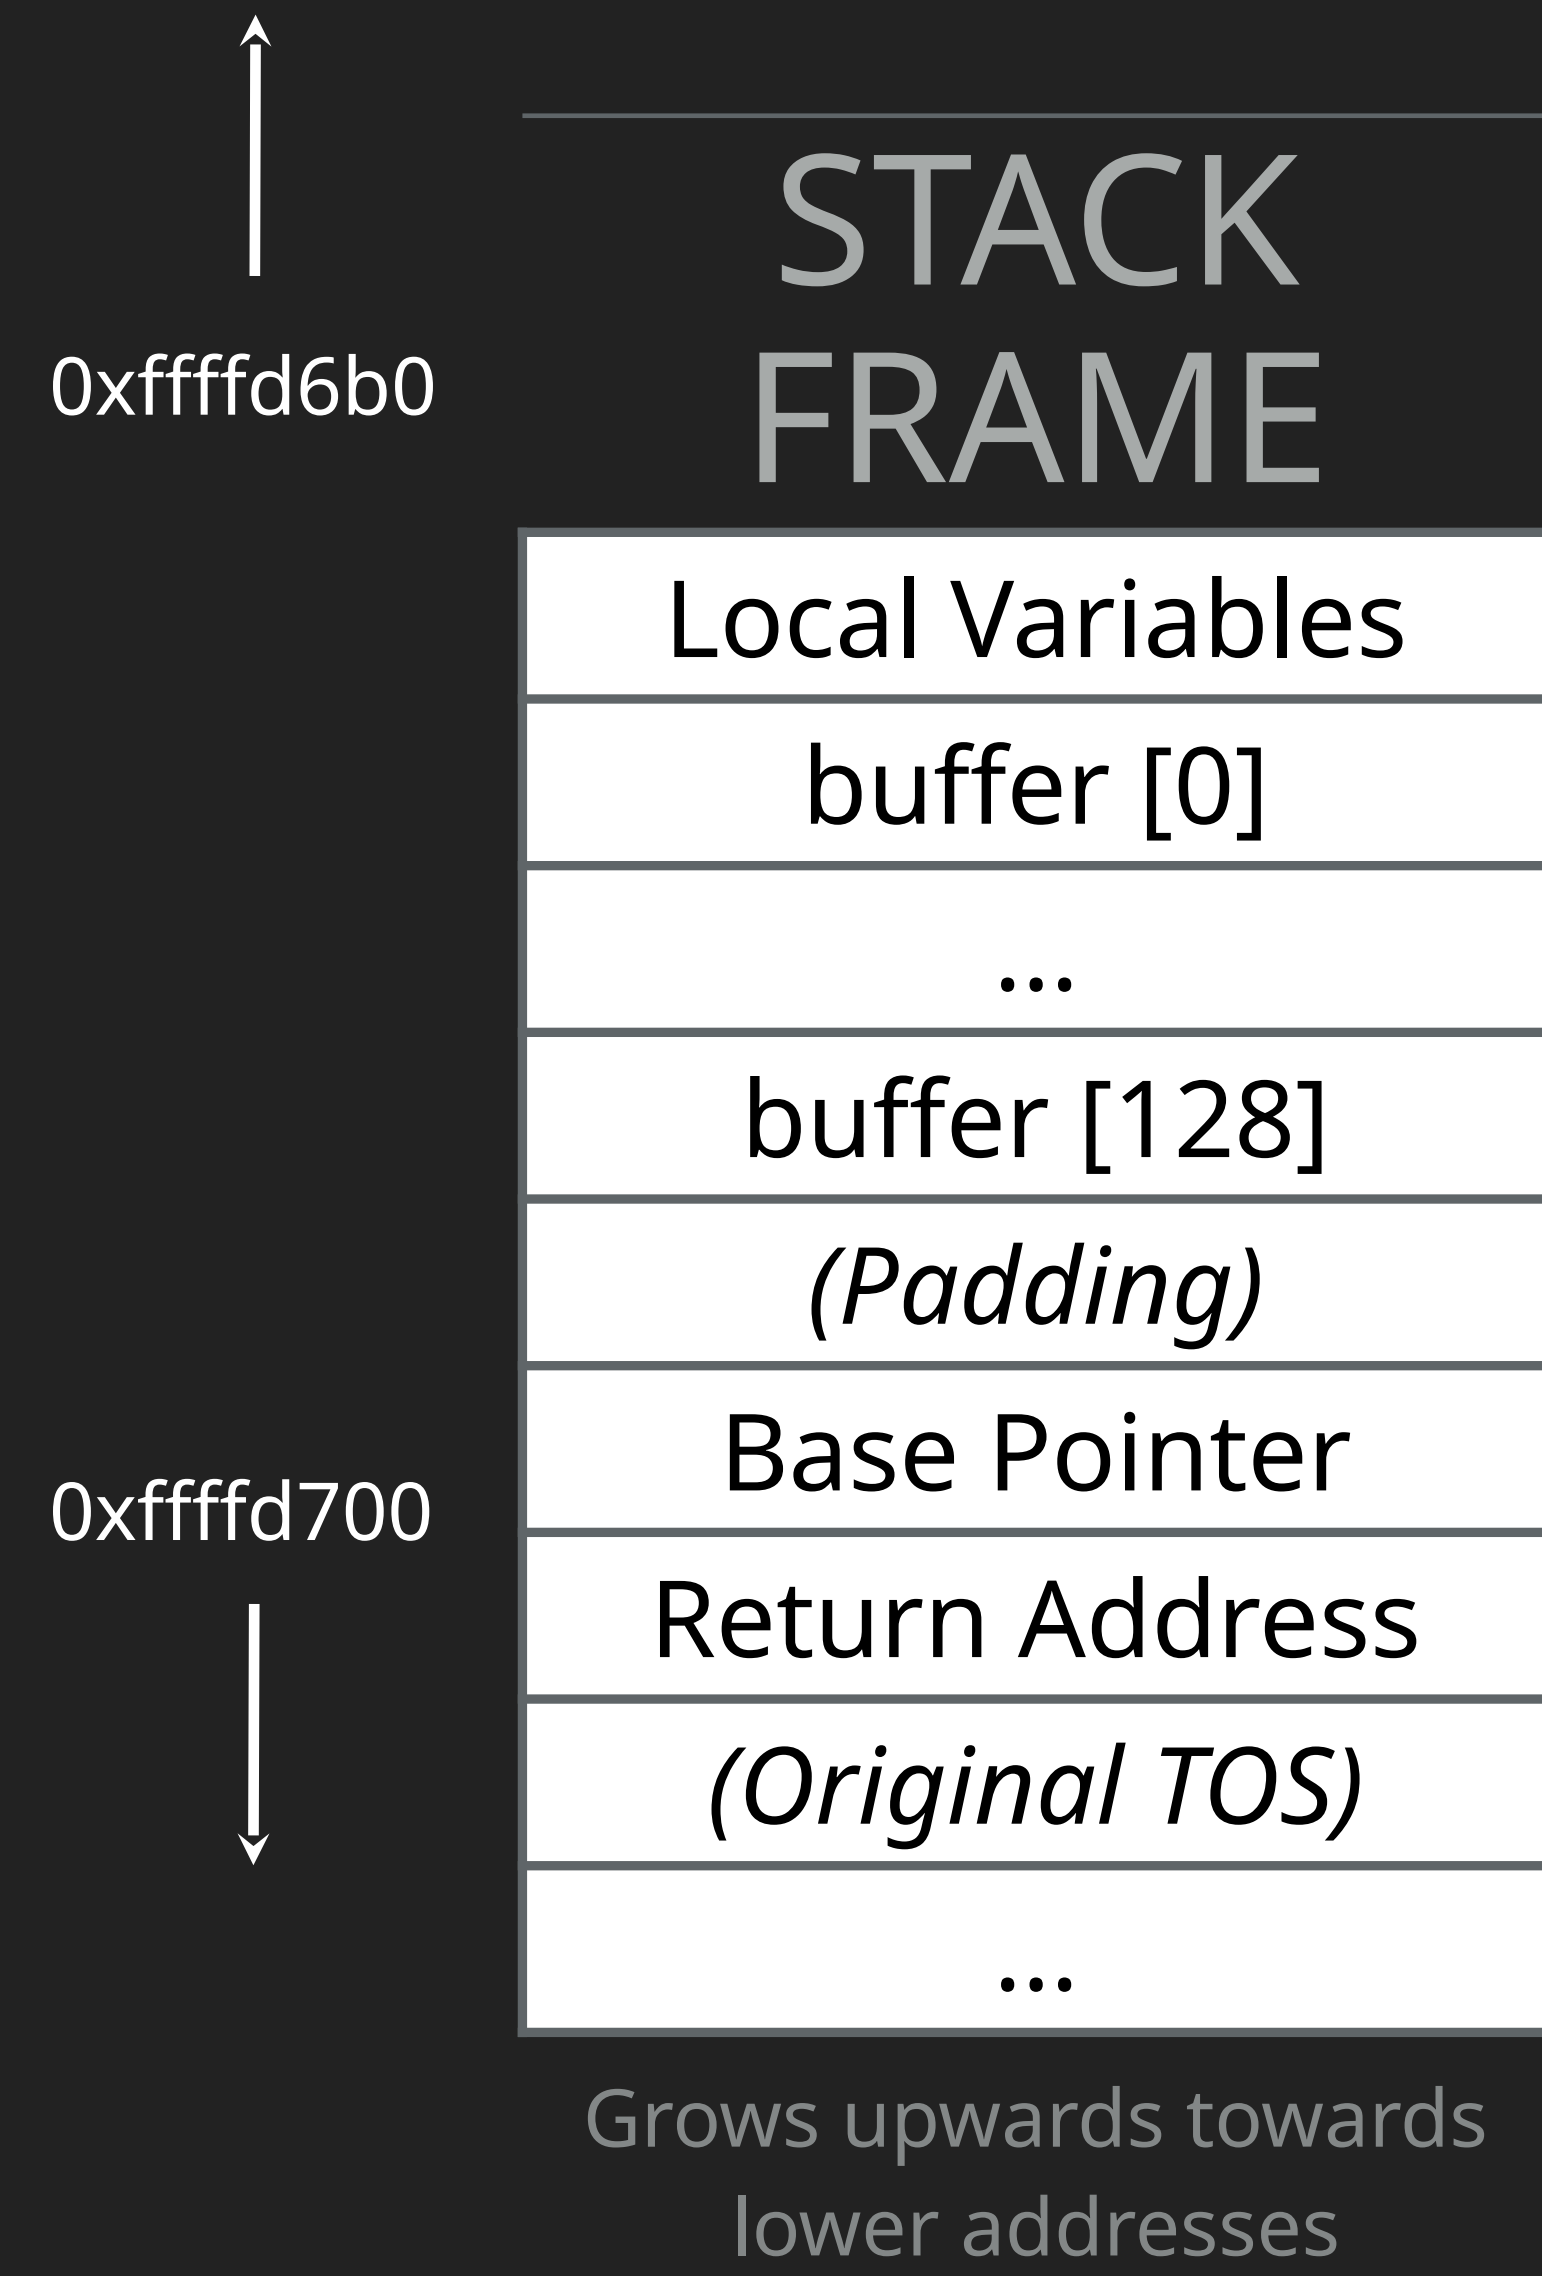 STACK
FRAME
0xffffd6b0
Local Variables
buffer [0]
...
buffer [128]
(Padding)
Base Pointer
0xffffd700
Return Address
(Original TOS)
...
Grows upwards towards
lower addresses